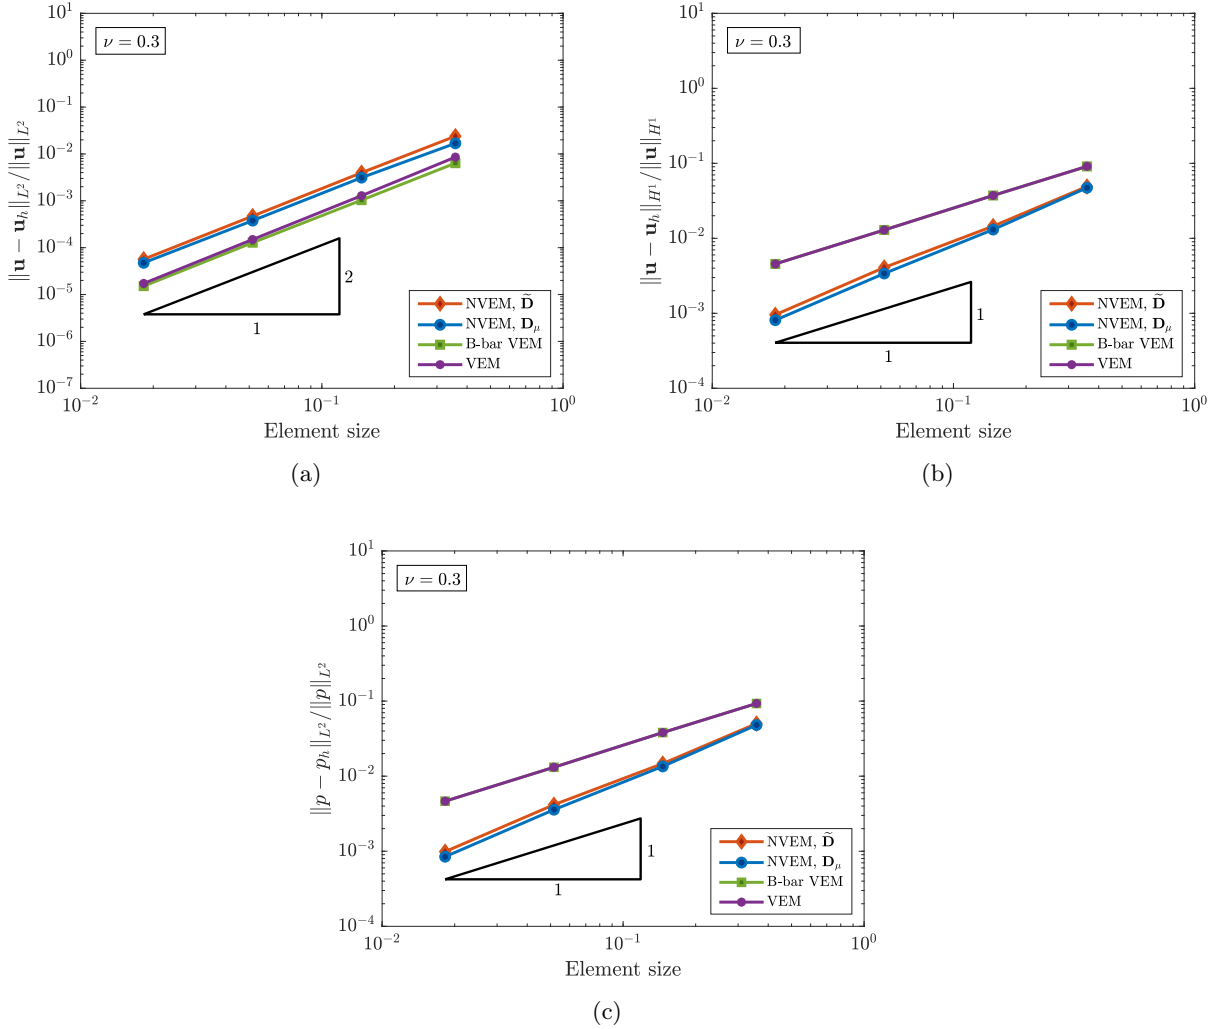 ν = 0.3
10^1
10^0
10^-1
10^-2
10^-3
10^-4
10^-5
10^-6
10^-7
||u − u_h||_{L^2}/||u||_{L^2}
2
1
NVEM, D̃
NVEM, D_μ
B-bar VEM
VEM
10^-2
10^-1
10^0
Element size
(a)
ν = 0.3
10^1
10^0
10^-1
10^-2
10^-3
10^-4
||u − u_h||_{H^1}/||u||_{H^1}
1
1
NVEM, D̃
NVEM, D_μ
B-bar VEM
VEM
10^-2
10^-1
10^0
Element size
(b)
ν = 0.3
10^1
10^0
10^-1
10^-2
10^-3
10^-4
||p − p_h||_{L^2}/||p||_{L^2}
1
1
NVEM, D̃
NVEM, D_μ
B-bar VEM
VEM
10^-2
10^-1
10^0
Element size
(c)